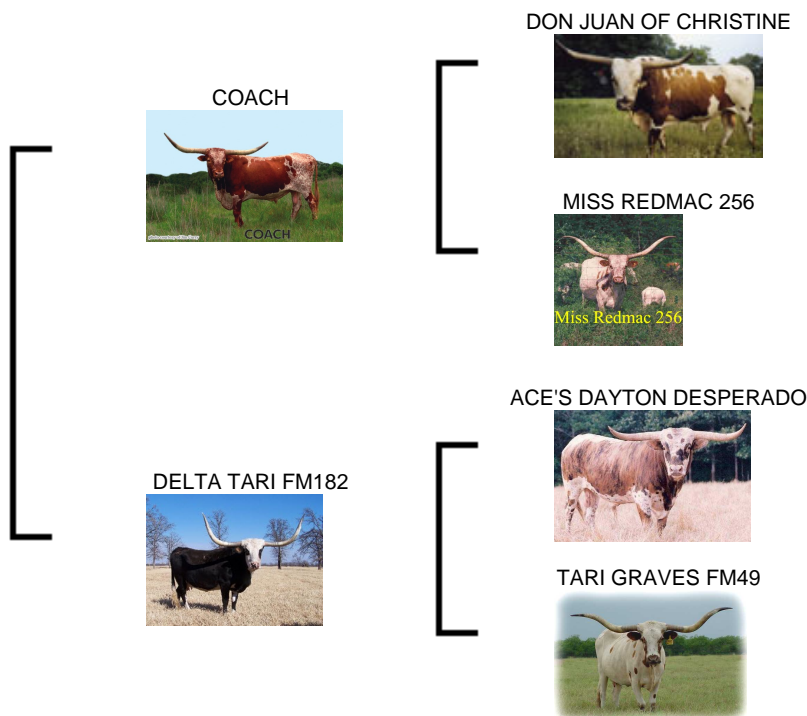 DON JUAN OF CHRISTINE
COACH
COACH
MISS REDMAC 256
Miss Redmac 256
ACE'S DAYTON DESPERADO
DELTA TARI FM182
TARI GRAVES FM49